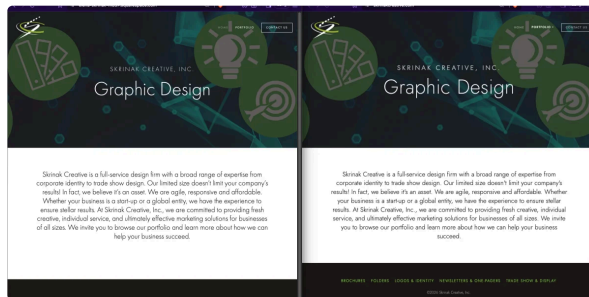 PORTFOLIO
CONTACT US
SKRINAK CREATIVE, INC.
Graphic Design
Skrinak Creative is a full-service design firm with a broad range of expertise from
corporate identity to trade show design. Our limited size doesn't limit your company's
results! In fact, we believe it's an asset. We are agile, responsive and affordable.
Whether your business is a start-up or a global entity, we have the experience to
ensure stellar results. At Skrinak Creative, Inc., we are committed to providing fresh
creative, individual service, and ultimately effective marketing solutions for businesses
of all sizes. We invite you to browse our portfolio and learn more about how we can
help your business succeed.
PORTFOLIO
CONTACT US
SKRINAK CREATIVE, INC.
Graphic Design
Skrinak Creative is a full-service design firm with a broad range of expertise from
corporate identity to trade show design. Our limited size doesn't limit your company's
results! In fact, we believe it's an asset. We are agile, responsive and affordable. Whether
your business is a start-up or a global entity, we have the experience to ensure stellar
results. At Skrinak Creative, Inc., we are committed to providing fresh creative, individual
service, and ultimately effective marketing solutions for businesses of all sizes. We invite
you to browse our portfolio and learn more about how we can help your business
succeed.
BROCHURES FOLDERS LOGOS & IDENTITY NEWSLETTERS & ONE-PAGERS TRADE SHOW & DISPLAY
Skrinak Creative, Inc.